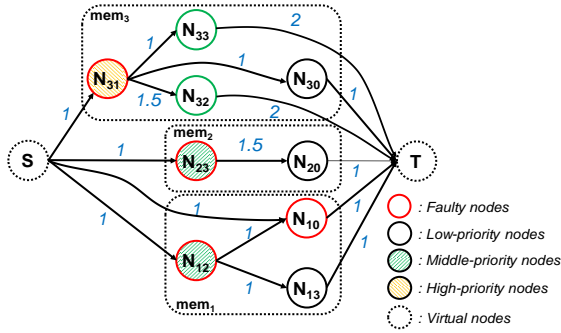 mem3
N33
2
1
1
N31
N30
1.5
N32
1
1
2
mem2
1.5
S
1
N23
N20
1
T
1
N10
1
1
1
N12
1
N13
1
mem1
: Faulty nodes
: Low-priority nodes
: Middle-priority nodes
: High-priority nodes
: Virtual nodes